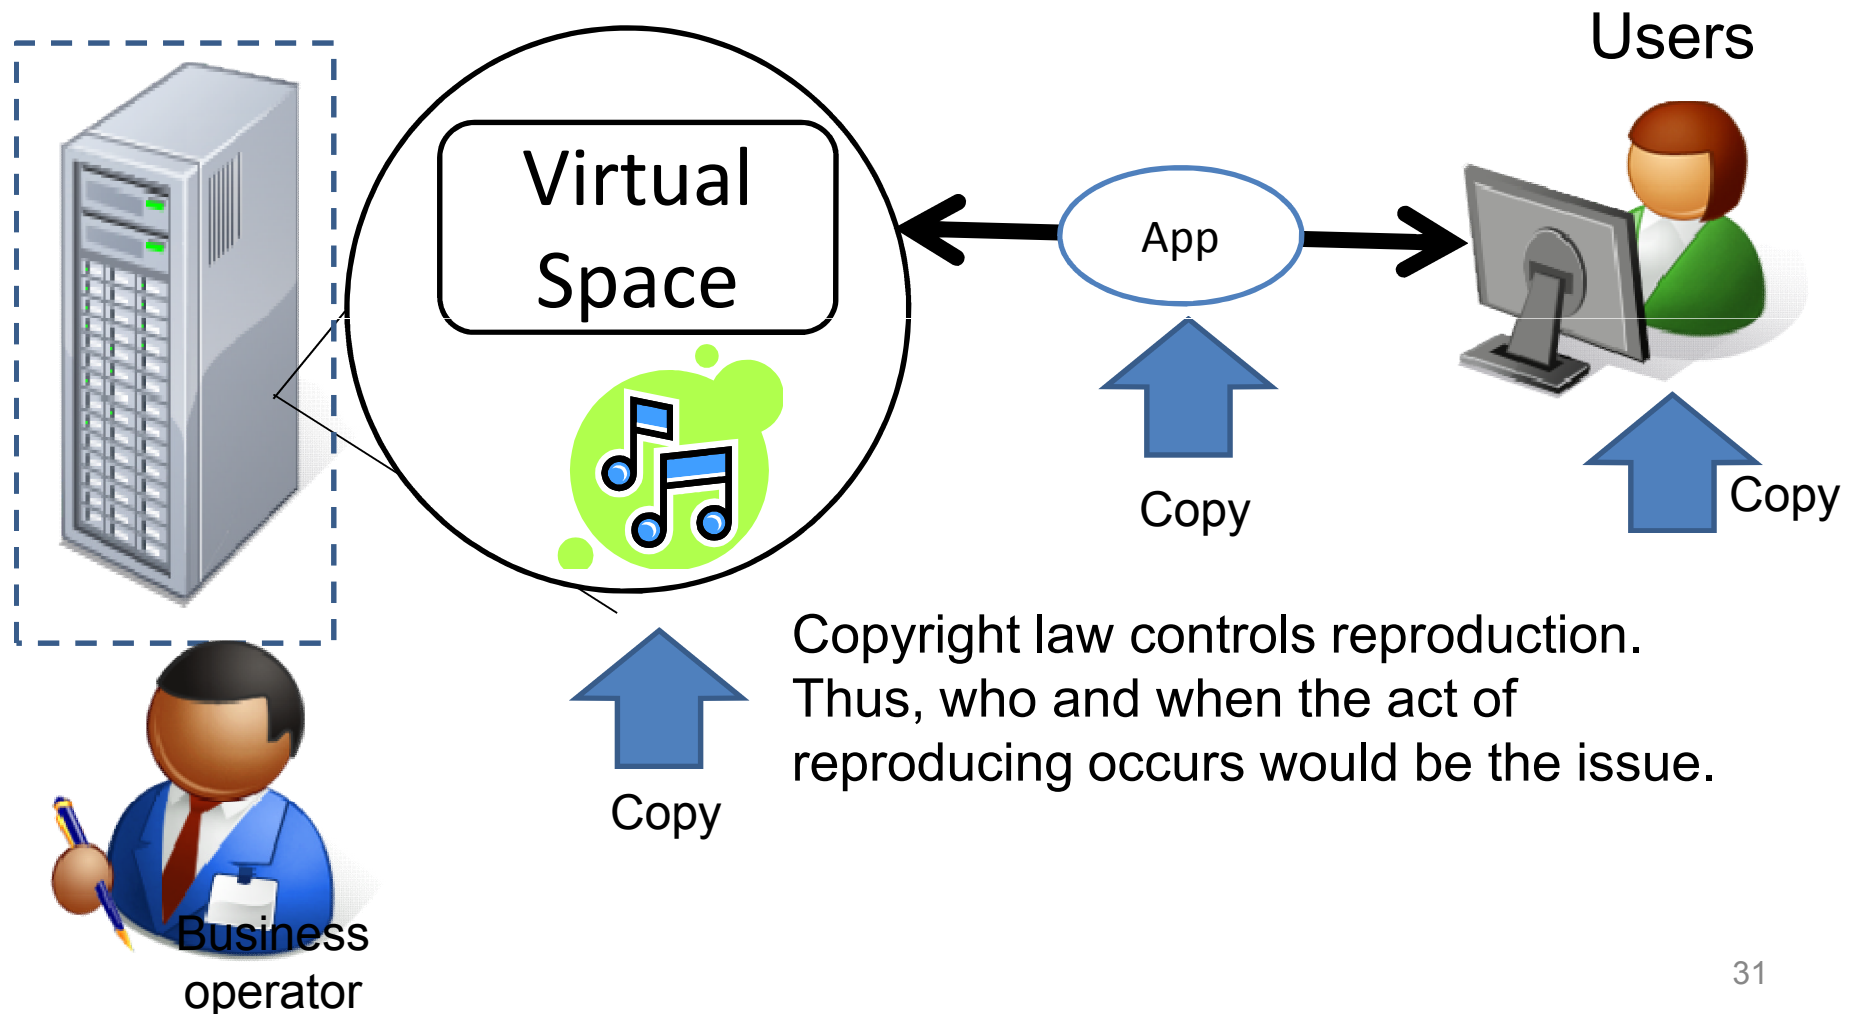 Users
Virtual
Space
App
Copy
Copy
Copyright law controls reproduction.
Thus, who and when the act of
reproducing occurs would be the issue.
Copy
Business
operator
31